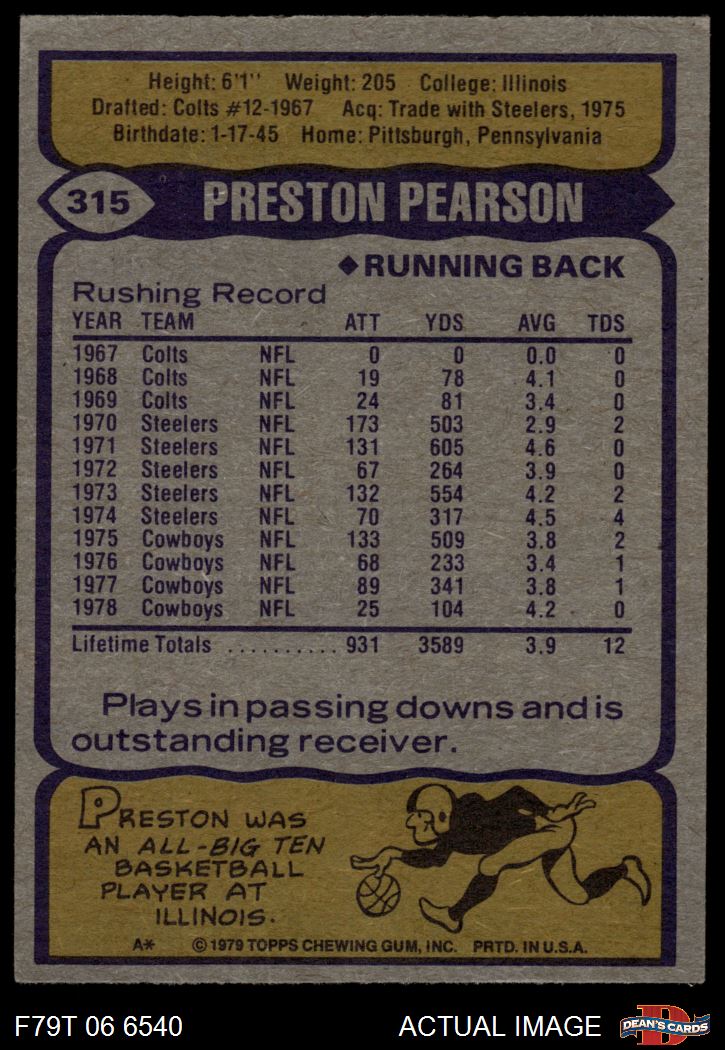 Height: 6'1'' Weight: 205 College: Illinois
Drafted: Colts #12-1967 Acq: Trade with Steelers, 1975
Birthdate: 1-17-45 Home: Pittsburgh, Pennsylvania
315 PRESTON PEARSON
◆RUNNING BACK
Rushing Record
YEAR TEAM ATT YDS AVG TDS
1967 Colts NFL 0 0 0.0 0
1968 Colts NFL 19 78 4.1 0
1969 Colts NFL 24 81 3.4 0
1970 Steelers NFL 173 503 2.9 2
1971 Steelers NFL 131 605 4.6 0
1972 Steelers NFL 67 264 3.9 0
1973 Steelers NFL 132 554 4.2 2
1974 Steelers NFL 70 317 4.5 4
1975 Cowboys NFL 133 509 3.8 2
1976 Cowboys NFL 68 233 3.4 1
1977 Cowboys NFL 89 341 3.8 1
1978 Cowboys NFL 25 104 4.2 0
Lifetime Totals .......... 931 3589 3.9 12
Plays in passing downs and is
outstanding receiver.
PRESTON WAS
AN ALL-BIG TEN
BASKETBALL
PLAYER AT
ILLINOIS.
A* © 1979 TOPPS CHEWING GUM, INC. PRTD. IN U.S.A.
F79T 06 6540 ACTUAL IMAGE D DEAN'S CARDS